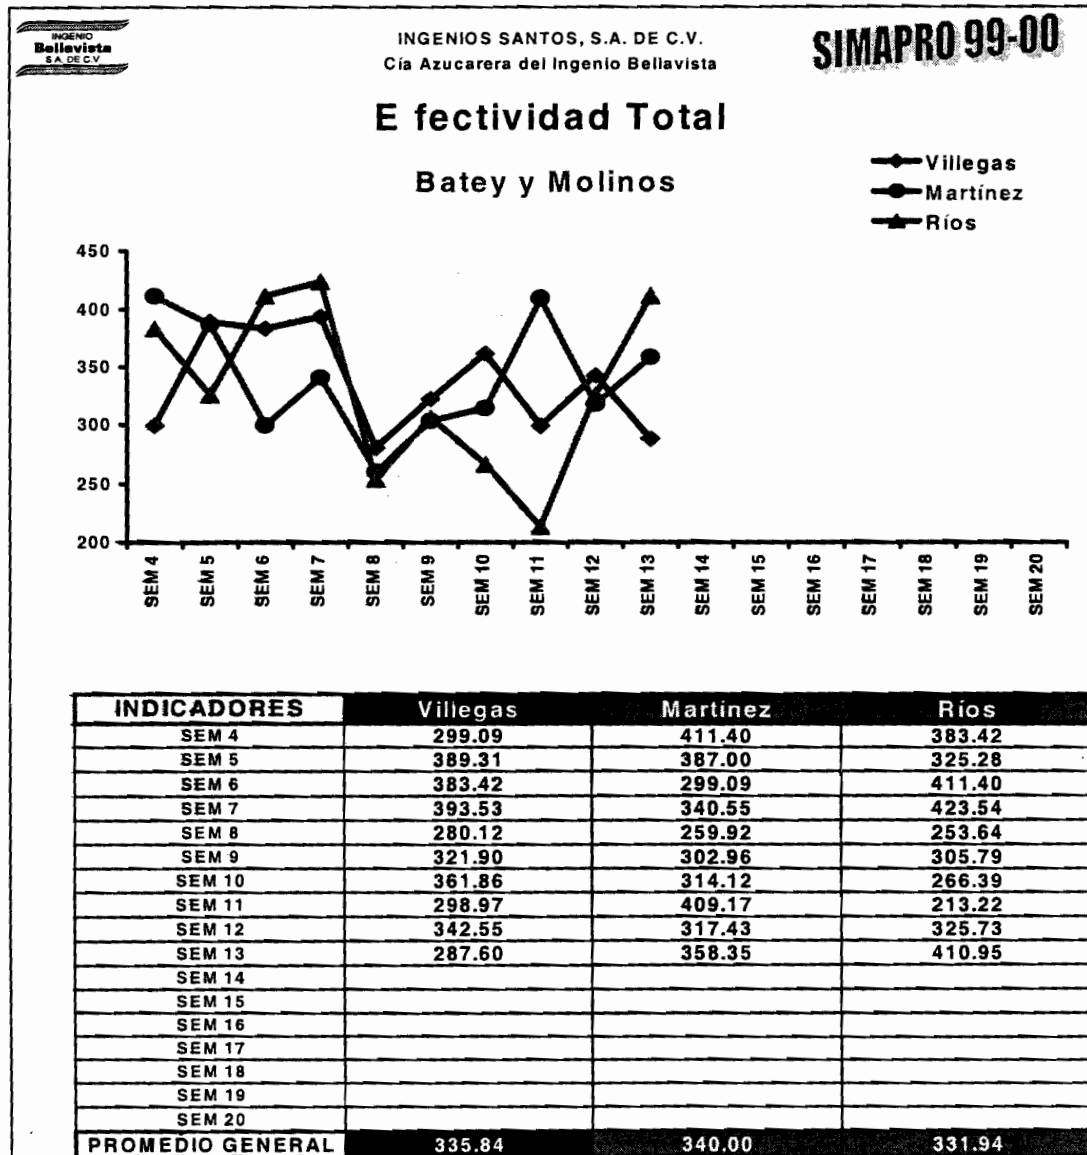 INGENIO
Bellavista
S.A. DE C.V
INGENIOS SANTOS, S.A. DE C.V.
Cía Azucarera del Ingenio Bellavista
SIMAPRO 99-00
E fectividad Total
Batey y Molinos
Villegas
Martínez
Ríos
450
400
350
300
250
200
SEM 4 SEM 5 SEM 6 SEM 7 SEM 8 SEM 9 SEM 10 SEM 11 SEM 12 SEM 13 SEM 14 SEM 15 SEM 16 SEM 17 SEM 18 SEM 19 SEM 20
INDICADORES Villegas Martínez Ríos
SEM 4 299.09 411.40 383.42
SEM 5 389.31 387.00 325.28
SEM 6 383.42 299.09 411.40
SEM 7 393.53 340.55 423.54
SEM 8 280.12 259.92 253.64
SEM 9 321.90 302.96 305.79
SEM 10 361.86 314.12 266.39
SEM 11 298.97 409.17 213.22
SEM 12 342.55 317.43 325.73
SEM 13 287.60 358.35 410.95
SEM 14
SEM 15
SEM 16
SEM 17
SEM 18
SEM 19
SEM 20
PROMEDIO GENERAL 335.84 340.00 331.94